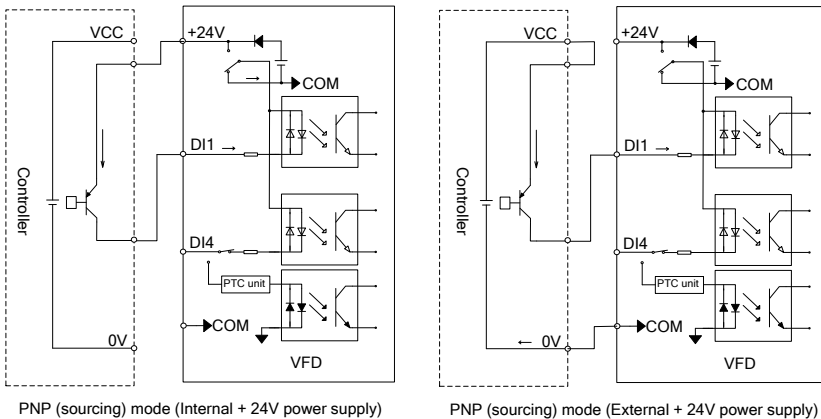 VCC
+24V
COM
DI1
Controller
DI4
PTC unit
0V
COM
VFD
PNP (sourcing) mode (Internal + 24V power supply)
VCC
+24V
COM
DI1
Controller
DI4
PTC unit
0V
COM
VFD
PNP (sourcing) mode (External + 24V power supply)